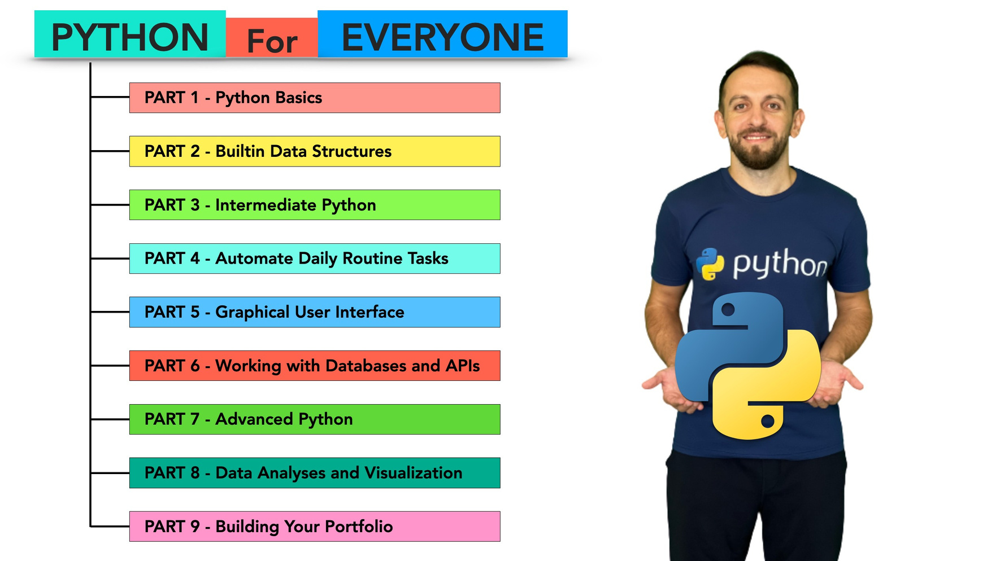 PYTHON For EVERYONE
PART 1 - Python Basics
PART 2 - Builtin Data Structures
PART 3 - Intermediate Python
PART 4 - Automate Daily Routine Tasks
PART 5 - Graphical User Interface
PART 6 - Working with Databases and APIs
PART 7 - Advanced Python
PART 8 - Data Analyses and Visualization
PART 9 - Building Your Portfolio
python